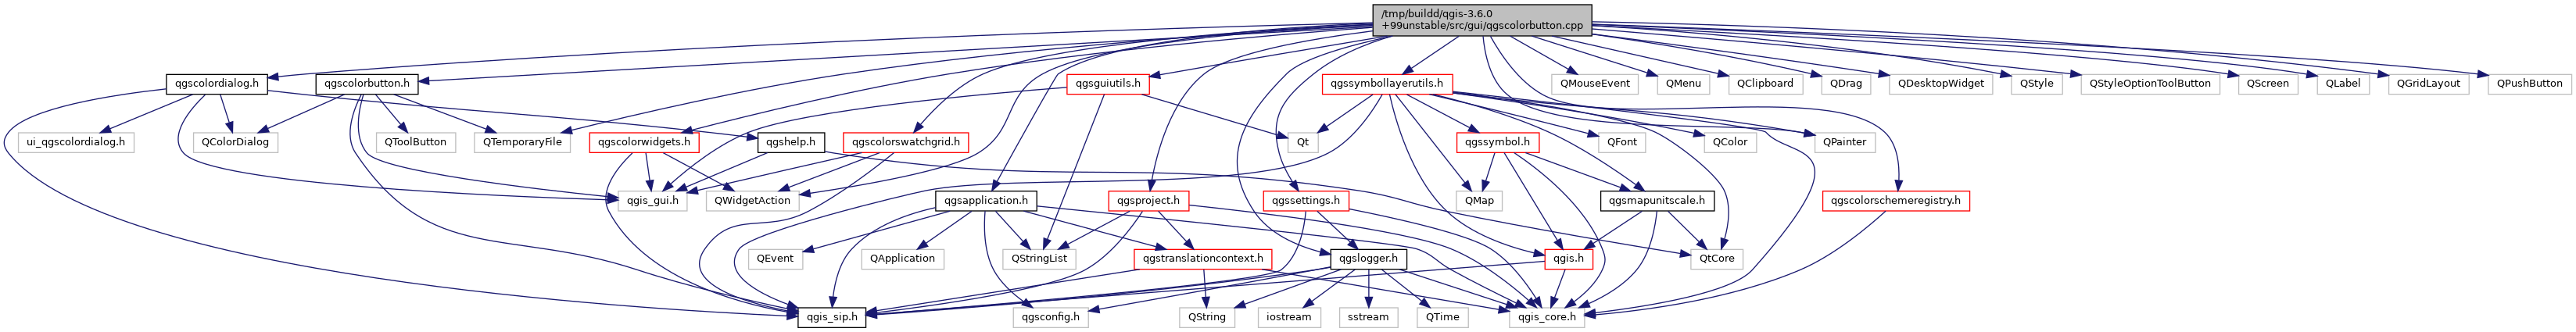 /tmp/buildd/qgis-3.6.0
+99unstable/src/gui/qgscolorbutton.cpp
qgscolordialog.h
qgscolorbutton.h
qgsguiutils.h
qgssymbollayerutils.h
QMouseEvent
QMenu
QClipboard
QDrag
QDesktopWidget
QStyle
QStyleOptionToolButton
QScreen
QLabel
QGridLayout
QPushButton
ui_qgscolordialog.h
QColorDialog
QToolButton
QTemporaryFile
qgscolorwidgets.h
qgshelp.h
qgscolorswatchgrid.h
Qt
qgssymbol.h
QFont
QColor
QPainter
qgis_gui.h
QWidgetAction
qgsapplication.h
qgsproject.h
qgssettings.h
QMap
qgsmapunitscale.h
qgscolorschemeregistry.h
QEvent
QApplication
QStringList
qgstranslationcontext.h
qgslogger.h
qgis.h
QtCore
qgis_sip.h
qgsconfig.h
QString
iostream
sstream
QTime
qgis_core.h